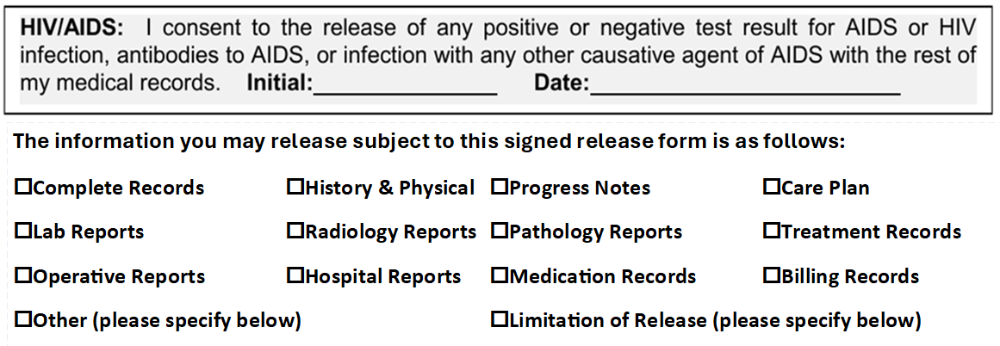 HIV/AIDS: I consent to the release of any positive or negative test result for AIDS or HIV
infection, antibodies to AIDS, or infection with any other causative agent of AIDS with the rest of
my medical records. Initial:_______________ Date:_________________________
The information you may release subject to this signed release form is as follows:
☐Complete Records ☐History & Physical ☐Progress Notes ☐Care Plan
☐Lab Reports ☐Radiology Reports ☐Pathology Reports ☐Treatment Records
☐Operative Reports ☐Hospital Reports ☐Medication Records ☐Billing Records
☐Other (please specify below) ☐Limitation of Release (please specify below)